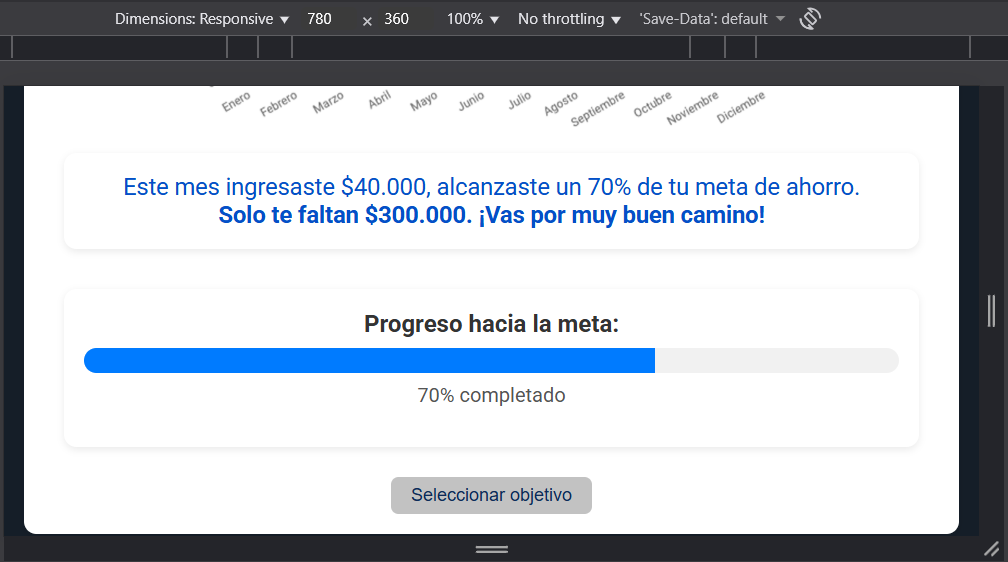 Dimensions: Responsive ▼ 780 × 360 100% ▼ No throttling ▼ 'Save-Data': default ▼
Enero Febrero Marzo Abril Mayo Junio Julio Agosto Septiembre Octubre Noviembre Diciembre
Este mes ingresaste $40.000, alcanzaste un 70% de tu meta de ahorro.
Solo te faltan $300.000. ¡Vas por muy buen camino!
Progreso hacia la meta:
70% completado
Seleccionar objetivo